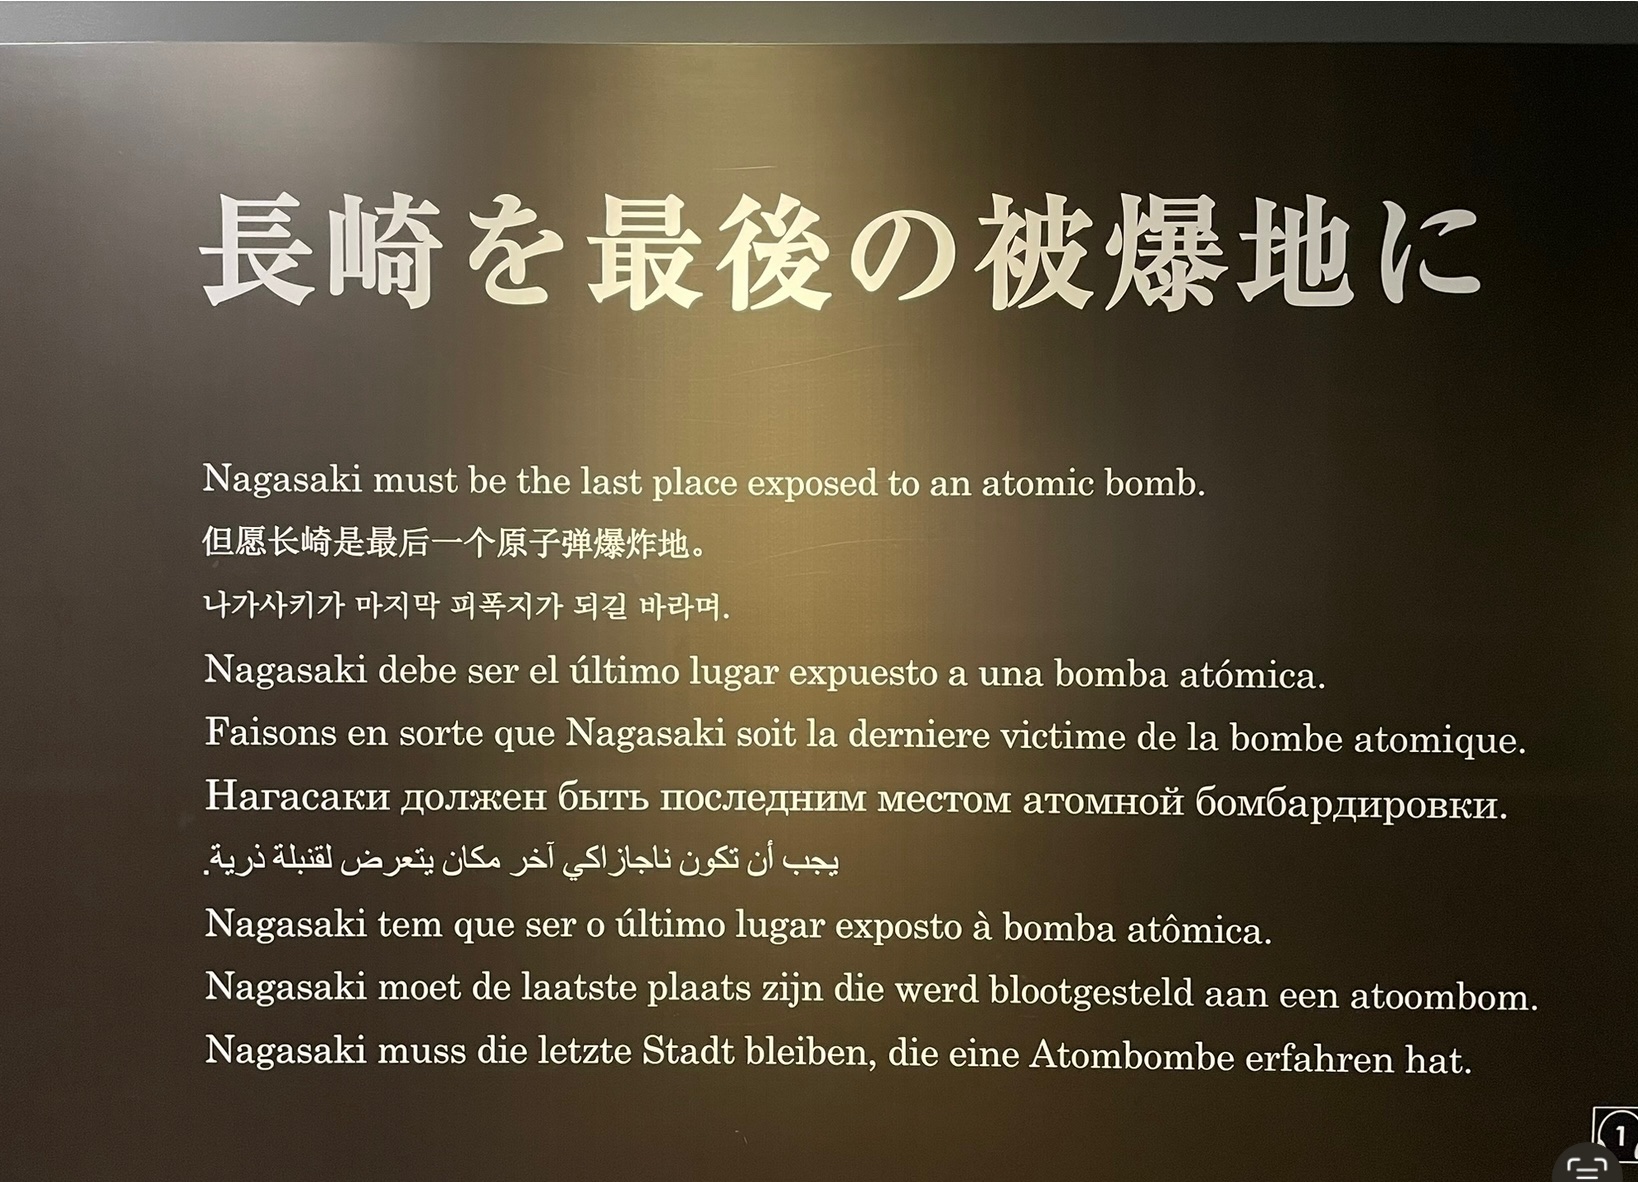 長崎を最後の被爆地に
Nagasaki must be the last place exposed to an atomic bomb.
但愿长崎是最后一个原子弹爆炸地。
나가사키가 마지막 피폭지가 되길 바라며.
Nagasaki debe ser el último lugar expuesto a una bomba atómica.
Faisons en sorte que Nagasaki soit la derniere victime de la bombe atomique.
Нагасаки должен быть последним местом атомной бомбардировки.
يجب أن تكون ناجازاكي آخر مكان يتعرض لقنبلة ذرية.
Nagasaki tem que ser o último lugar exposto à bomba atômica.
Nagasaki moet de laatste plaats zijn die werd blootgesteld aan een atoombom.
Nagasaki muss die letzte Stadt bleiben, die eine Atombombe erfahren hat.
1